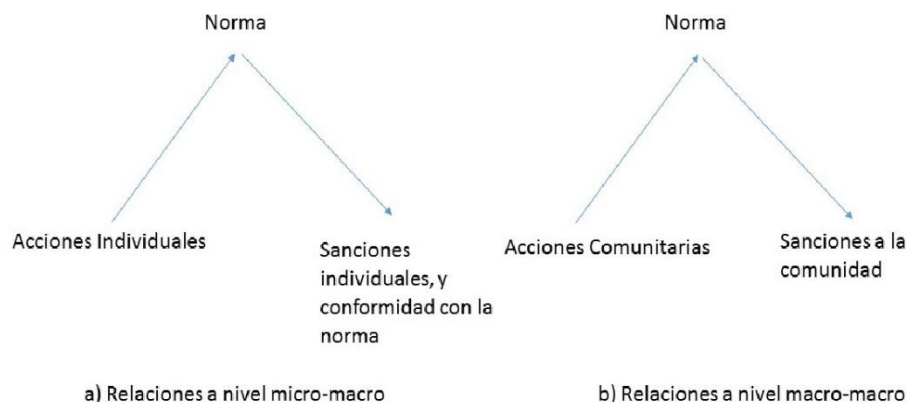 Norma
Acciones Individuales
Sanciones
individuales, y
conformidad con la
norma
a) Relaciones a nivel micro-macro
Norma
Acciones Comunitarias
Sanciones a la
comunidad
b) Relaciones a nivel macro-macro